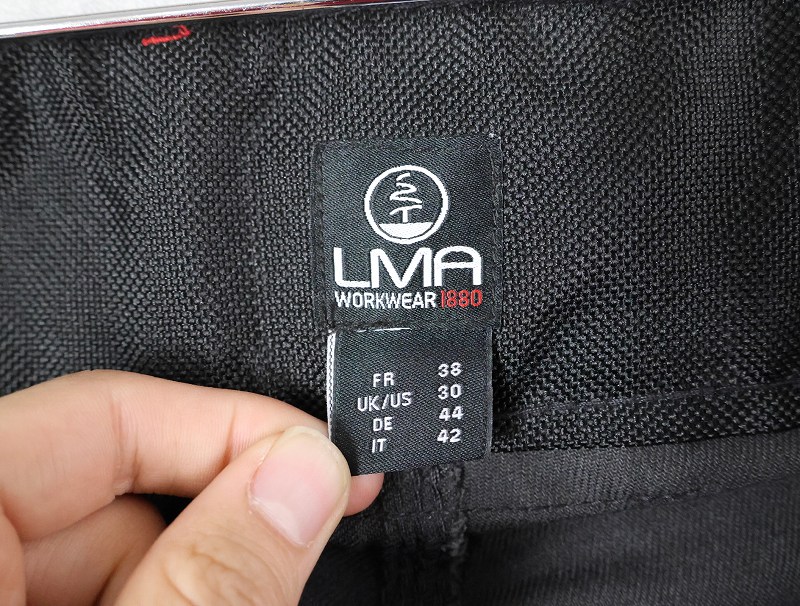 LMA
WORKWEAR 1880
FR 38
UK/US 30
DE 44
IT 42